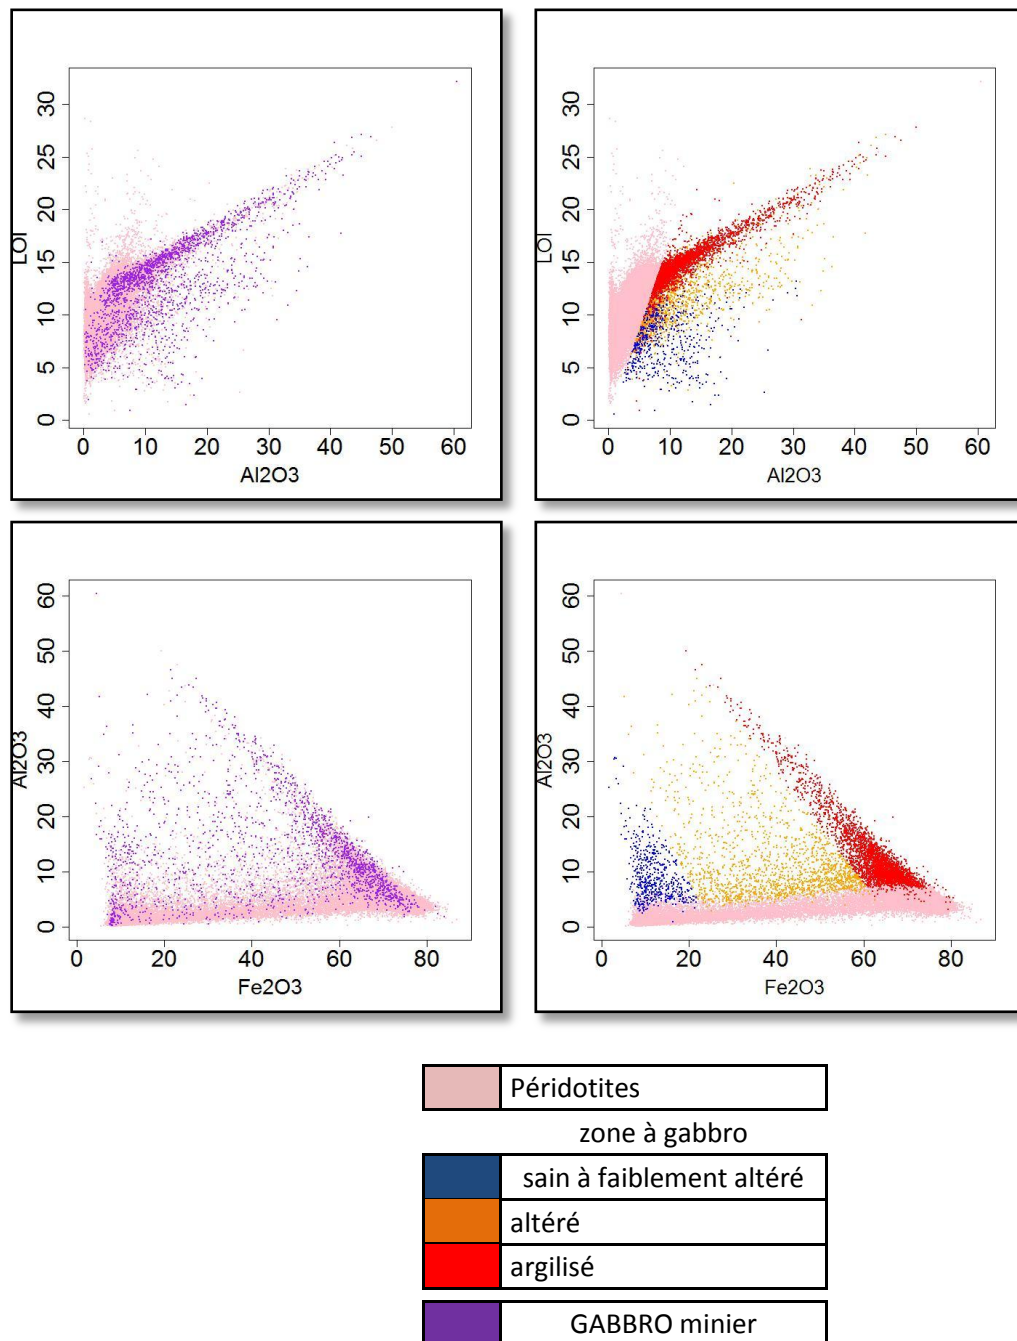 30
25
20
15
10
5
0
LOI
0 10 20 30 40 50 60
Al2O3
30
25
20
15
10
5
0
LOI
0 10 20 30 40 50 60
Al2O3
60
50
40
30
20
10
0
Al2O3
0 20 40 60 80
Fe2O3
60
50
40
30
20
10
0
Al2O3
0 20 40 60 80
Fe2O3
Péridotites
zone à gabbro
sain à faiblement altéré
altéré
argilisé
GABBRO minier